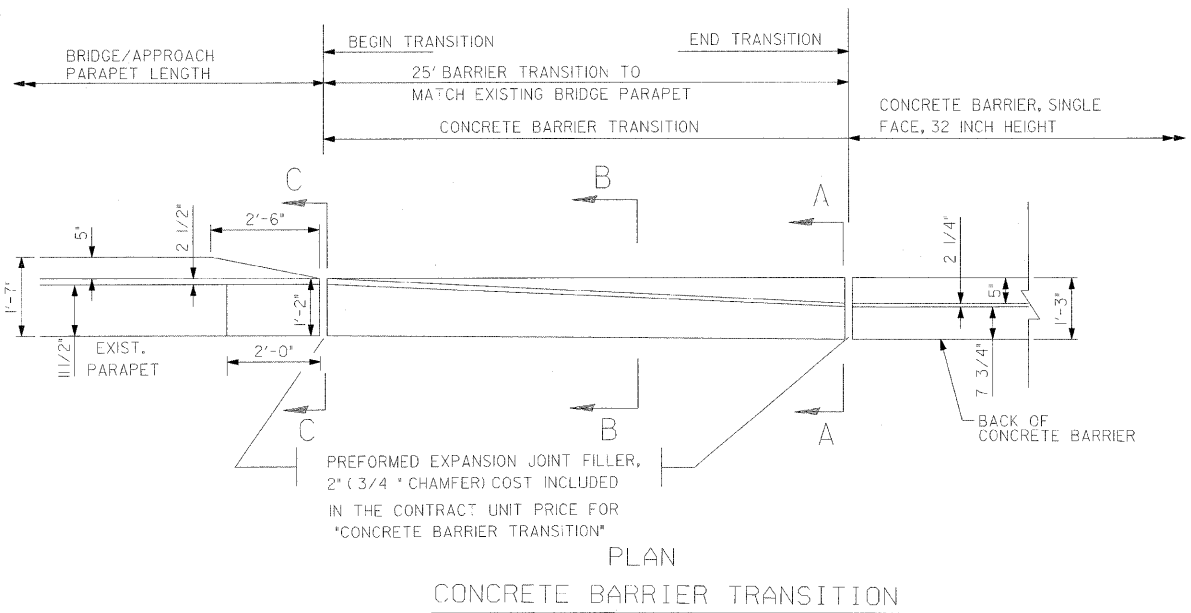 BRIDGE/APPROACH
PARAPET LENGTH
BEGIN TRANSITION
END TRANSITION
25' BARRIER TRANSITION TO
MATCH EXISTING BRIDGE PARAPET
CONCRETE BARRIER TRANSITION
CONCRETE BARRIER, SINGLE
FACE, 32 INCH HEIGHT
C
B
A
2'-6"
5"
2 1/2"
1'-7"
1'-2"
11 1/2"
EXIST.
PARAPET
2'-0"
2 1/4"
5"
1'-3"
7 3/4"
C
B
A
BACK OF
CONCRETE BARRIER
PREFORMED EXPANSION JOINT FILLER,
2" (3/4 " CHAMFER) COST INCLUDED
IN THE CONTRACT UNIT PRICE FOR
"CONCRETE BARRIER TRANSITION"
PLAN
CONCRETE BARRIER TRANSITION